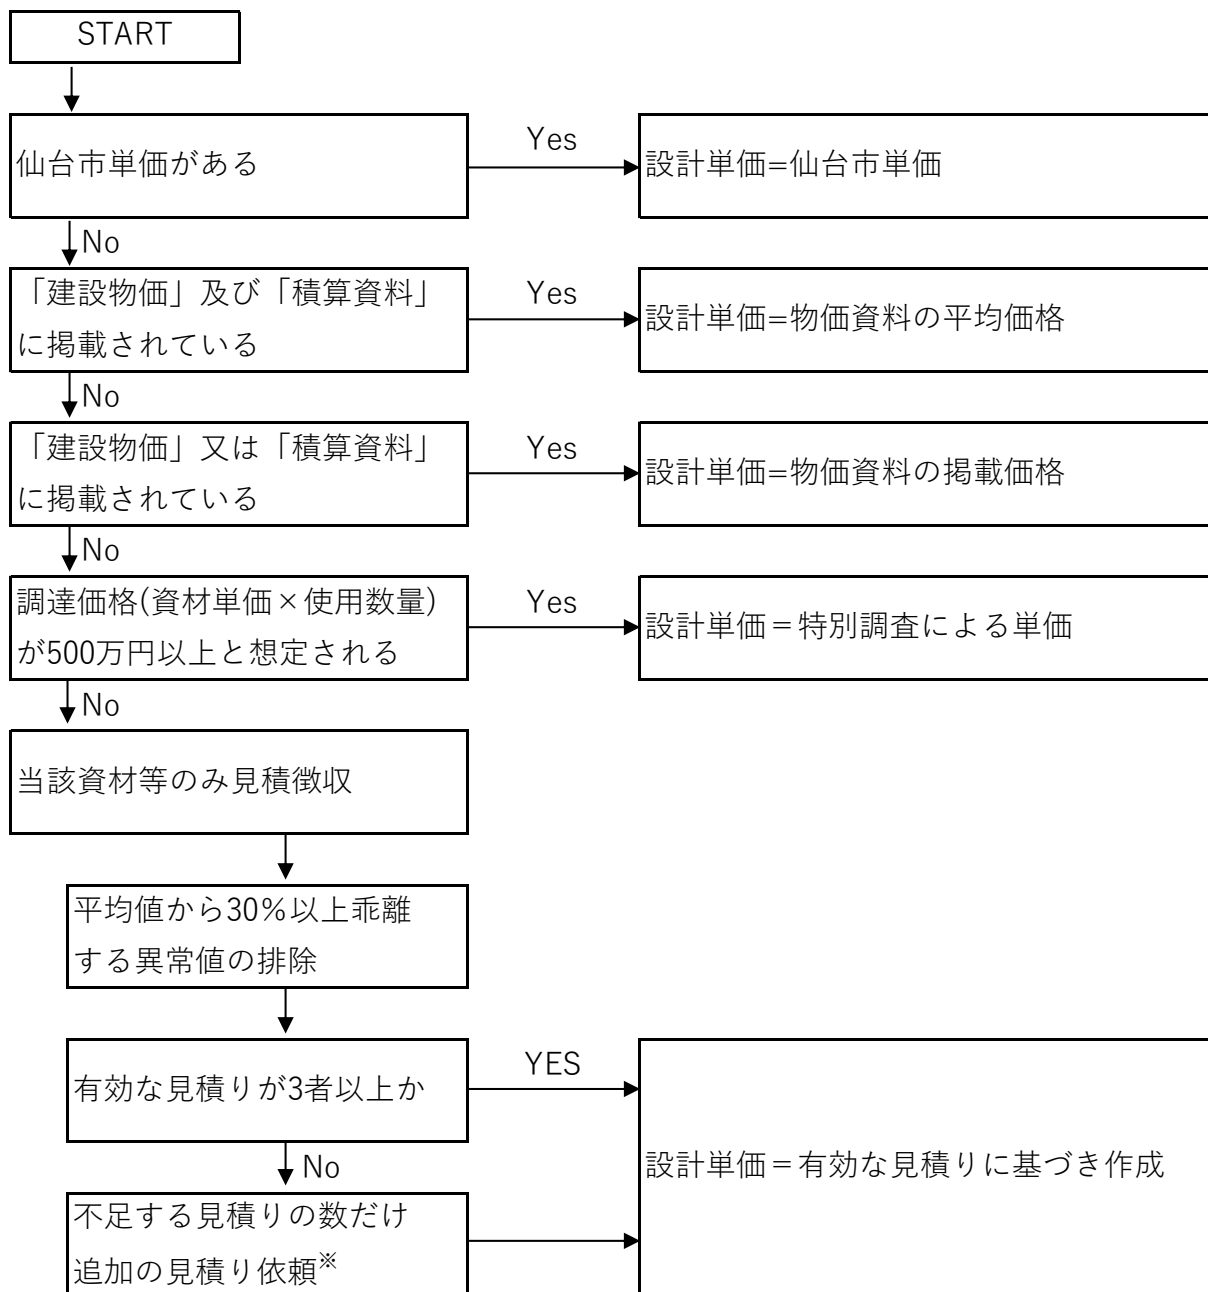 START
仙台市単価がある
Yes
設計単価=仙台市単価
No
「建設物価」及び「積算資料」
に掲載されている
Yes
設計単価=物価資料の平均価格
No
「建設物価」又は「積算資料」
に掲載されている
Yes
設計単価=物価資料の掲載価格
No
調達価格(資材単価×使用数量)
が500万円以上と想定される
Yes
設計単価＝特別調査による単価
No
当該資材等のみ見積徴収
平均値から30％以上乖離
する異常値の排除
有効な見積りが3者以上か
YES
設計単価＝有効な見積りに基づき作成
No
不足する見積りの数だけ
追加の見積り依頼※